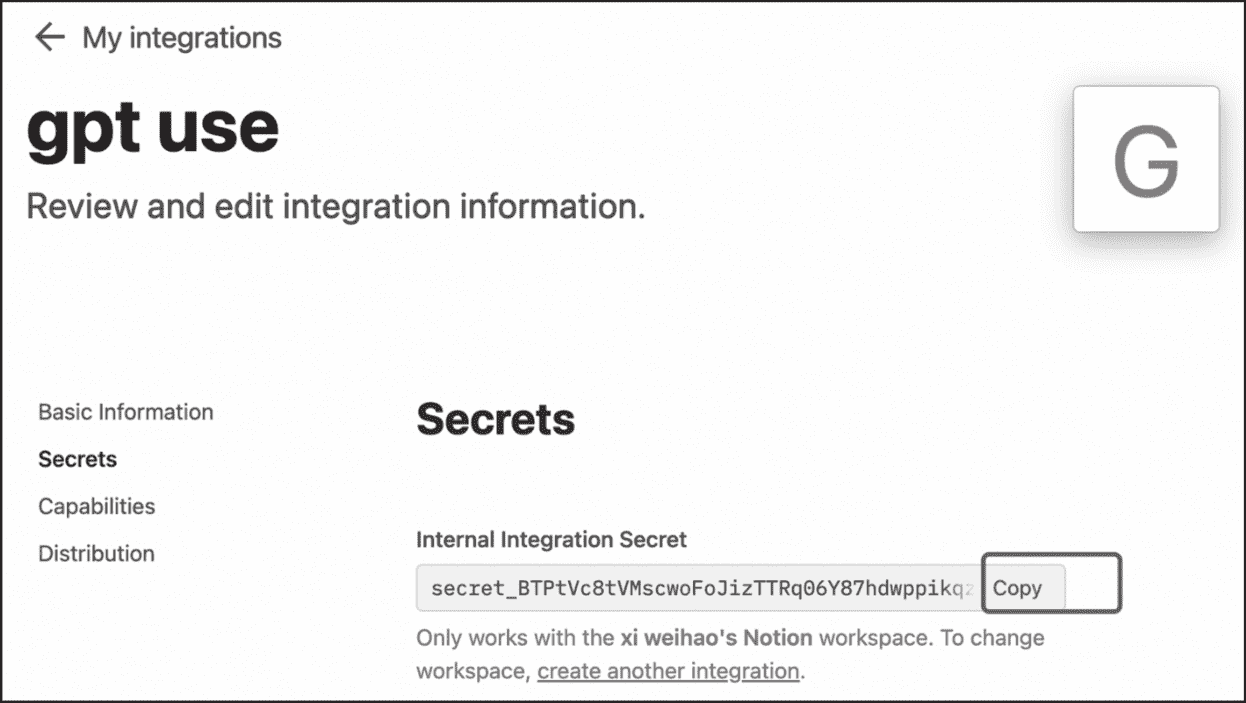 ← My integrations
gpt use
G
Review and edit integration information.
Basic Information
Secrets
Capabilities
Distribution
Secrets
Internal Integration Secret
secret_BTPtVc8tVMscwoFoJizTTRq06Y87hdwppikqz
Copy
Only works with the xi weihao's Notion workspace. To change
workspace, create another integration.